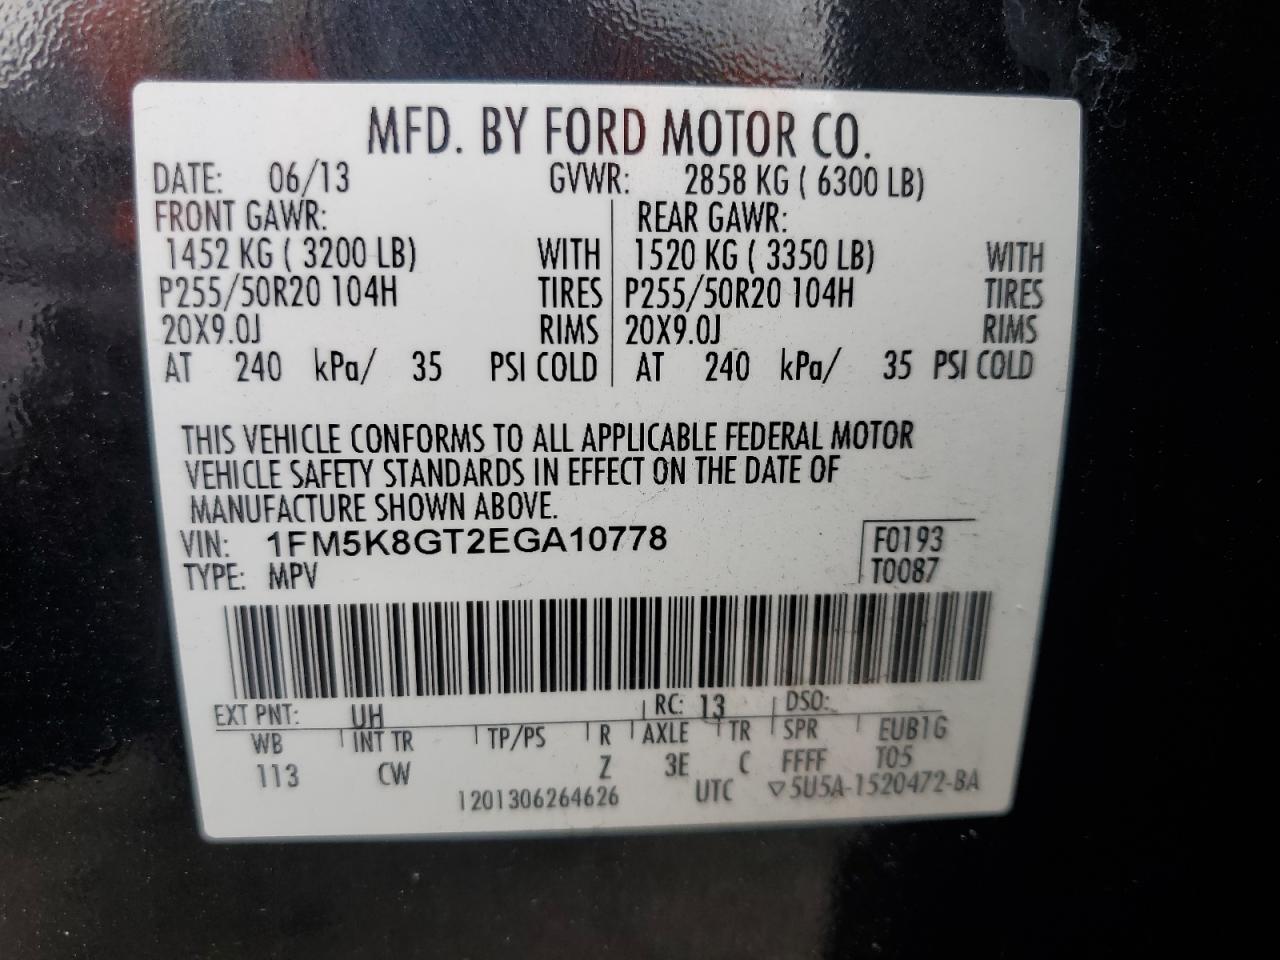 MFD. BY FORD MOTOR CO.
DATE: 06/13 GVWR: 2858 KG ( 6300 LB)
FRONT GAWR: REAR GAWR:
1452 KG ( 3200 LB) WITH 1520 KG ( 3350 LB) WITH
P255/50R20 104H TIRES P255/50R20 104H TIRES
20X9.0J RIMS 20X9.0J RIMS
AT 240 kPa/ 35 PSI COLD AT 240 kPa/ 35 PSI COLD
THIS VEHICLE CONFORMS TO ALL APPLICABLE FEDERAL MOTOR
VEHICLE SAFETY STANDARDS IN EFFECT ON THE DATE OF
MANUFACTURE SHOWN ABOVE.
VIN: 1FM5K8GT2EGA10778 F0193
TYPE: MPV T0087
EXT PNT: UH RC: 13 DSO:
WB INT TR TP/PS R AXLE TR SPR EUB1G
113 CW Z 3E C FFFF T05
1201306264626 UTC ▽5U5A-1520472-BA